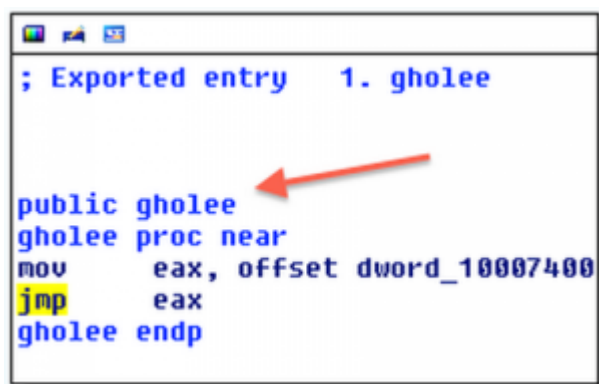 ; Exported entry   1. gholee
public gholee
gholee proc near
mov     eax, offset dword_10007400
jmp     eax
gholee endp